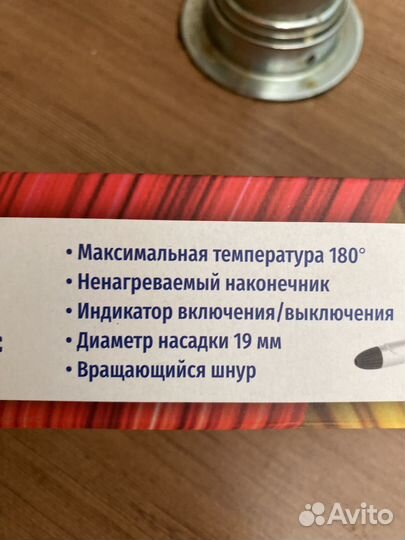 • Максимальная температура 180°
• Ненагреваемый наконечник
• Индикатор включения/выключения
• Диаметр насадки 19 мм
:
• Вращающийся шнур
Avito